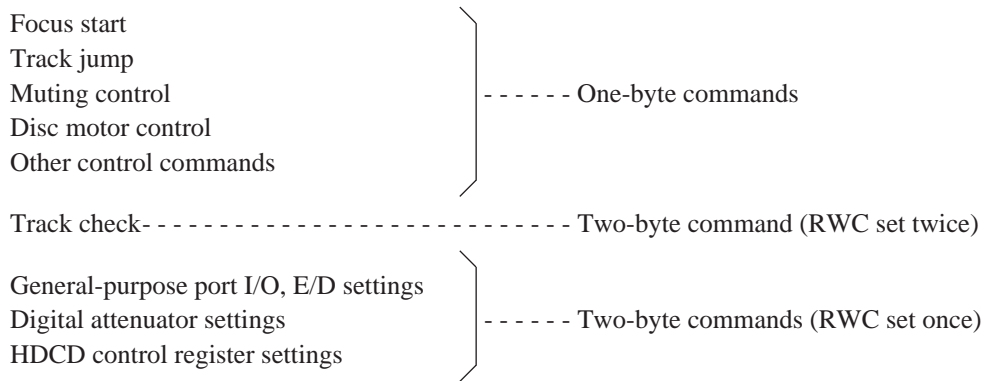 Focus start
Track jump
Muting control - - - - - - One-byte commands
Disc motor control
Other control commands
Track check- - - - - - - - - - - - - - - - - - - - - - - - - - - - Two-byte command (RWC set twice)
General-purpose port I/O, E/D settings
Digital attenuator settings - - - - - - Two-byte commands (RWC set once)
HDCD control register settings